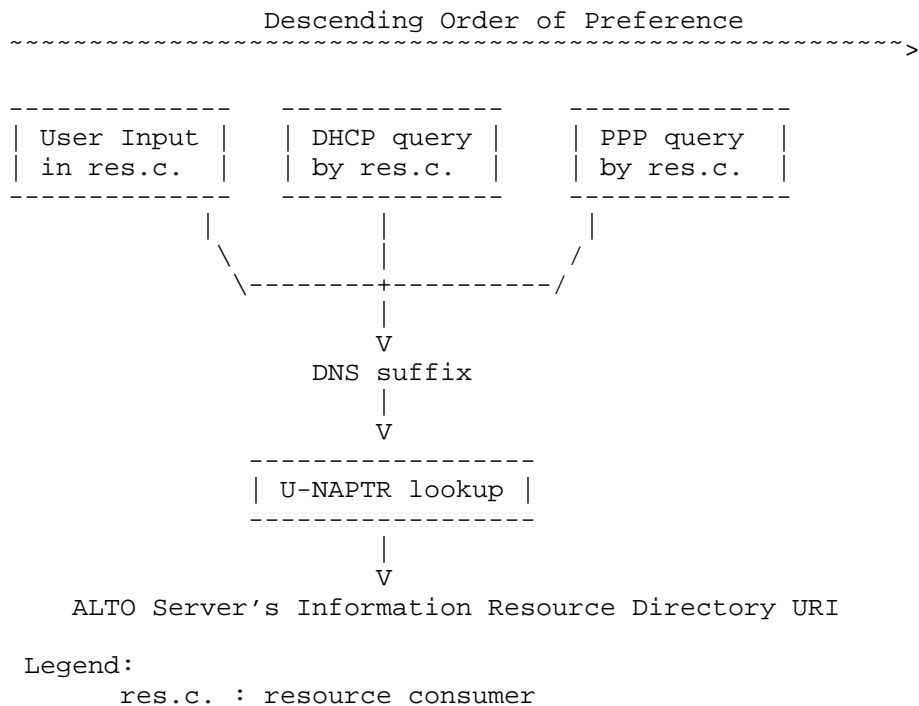 Descending Order of Preference
User Input
in res.c.
DHCP query
by res.c.
PPP query
by res.c.
V
DNS suffix
V
U-NAPTR lookup
V
ALTO Server's Information Resource Directory URI
Legend:
res.c. : resource consumer